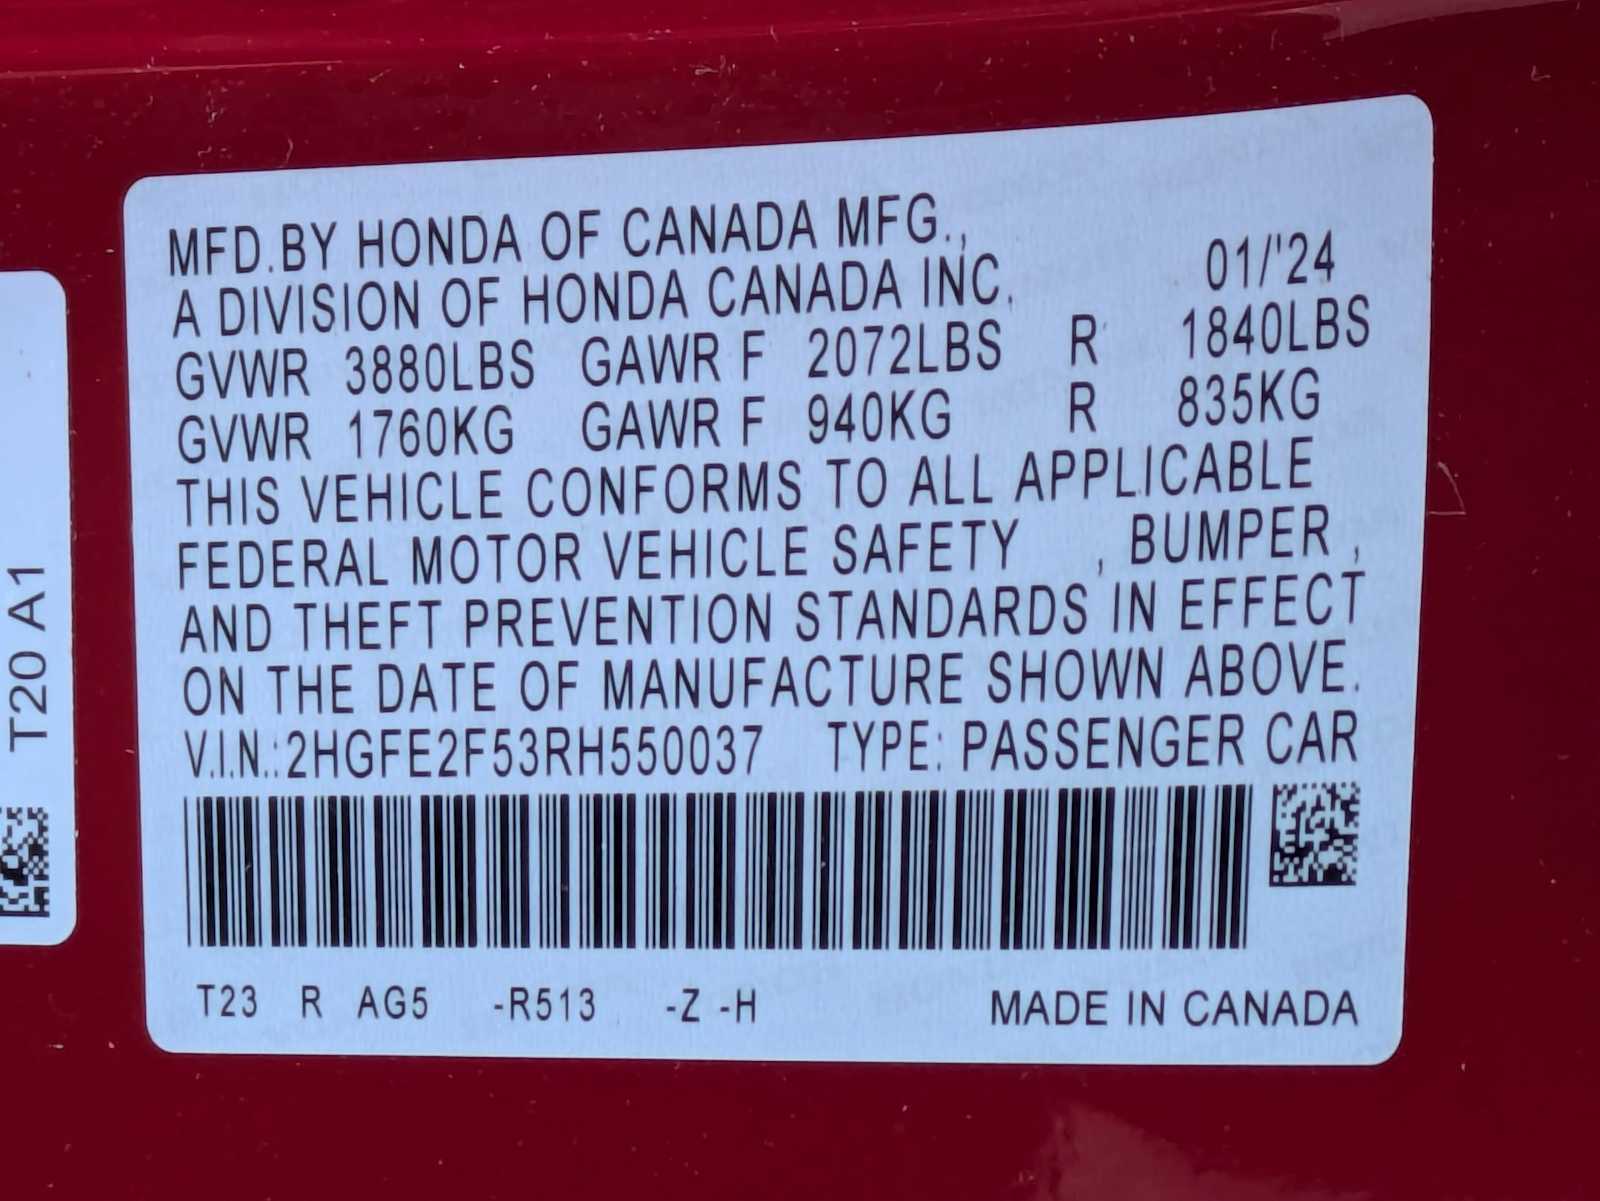 MFD.BY HONDA OF CANADA MFG.,
A DIVISION OF HONDA CANADA INC. 01/'24
GVWR 3880LBS GAWR F 2072LBS R 1840LBS
GVWR 1760KG GAWR F 940KG R 835KG
THIS VEHICLE CONFORMS TO ALL APPLICABLE
FEDERAL MOTOR VEHICLE SAFETY , BUMPER ,
AND THEFT PREVENTION STANDARDS IN EFFECT
ON THE DATE OF MANUFACTURE SHOWN ABOVE.
V.I.N.:2HGFE2F53RH550037 TYPE: PASSENGER CAR
T23 R AG5 -R513 -Z -H MADE IN CANADA
T20 A1